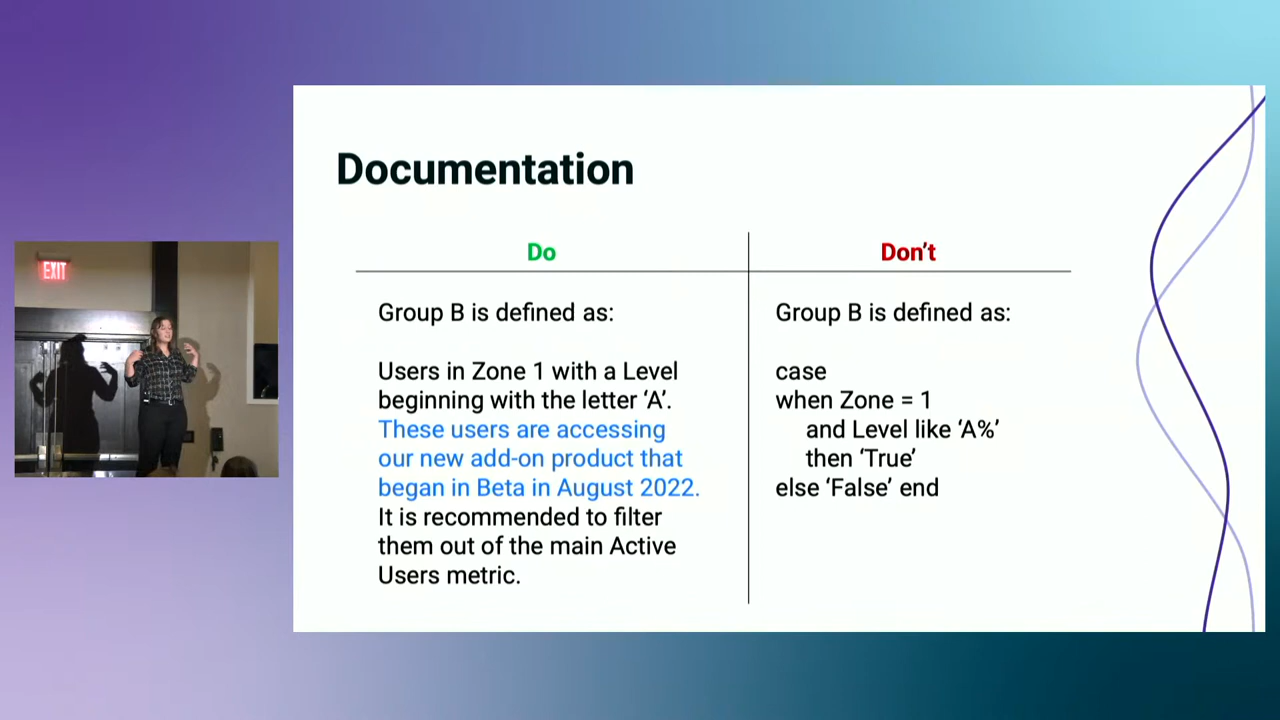 EXIT
Documentation
Do
Group B is defined as:
Users in Zone 1 with a Level
beginning with the letter ‘A’.
These users are accessing
our new add-on product that
began in Beta in August 2022.
It is recommended to filter
them out of the main Active
Users metric.
Don’t
Group B is defined as:
case
when Zone = 1
and Level like ‘A%’
then ‘True’
else ‘False’ end